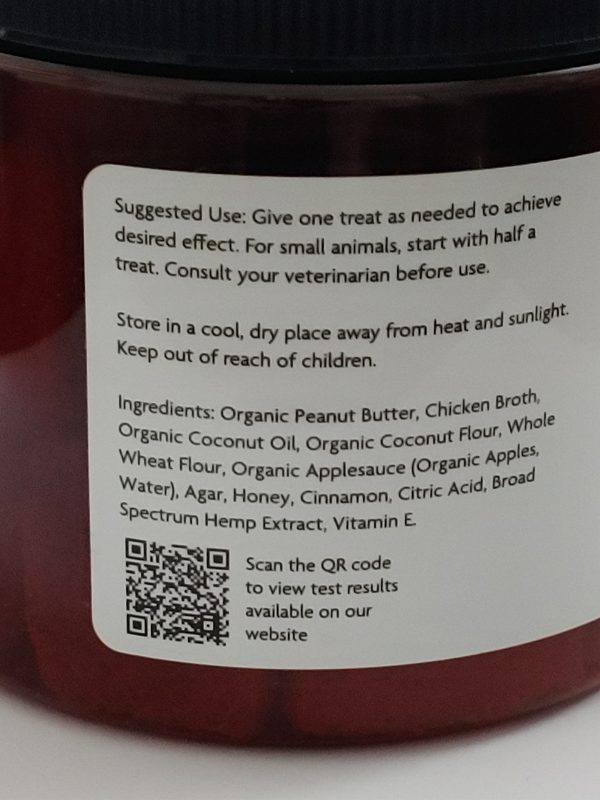 Suggested Use: Give one treat as needed to achieve
desired effect. For small animals, start with half a
treat. Consult your veterinarian before use.
Store in a cool, dry place away from heat and sunlight.
Keep out of reach of children.
Ingredients: Organic Peanut Butter, Chicken Broth,
Organic Coconut Oil, Organic Coconut Flour, Whole
Wheat Flour, Organic Applesauce (Organic Apples,
Water), Agar, Honey, Cinnamon, Citric Acid, Broad
Spectrum Hemp Extract, Vitamin E.
Scan the QR code
to view test results
available on our
website